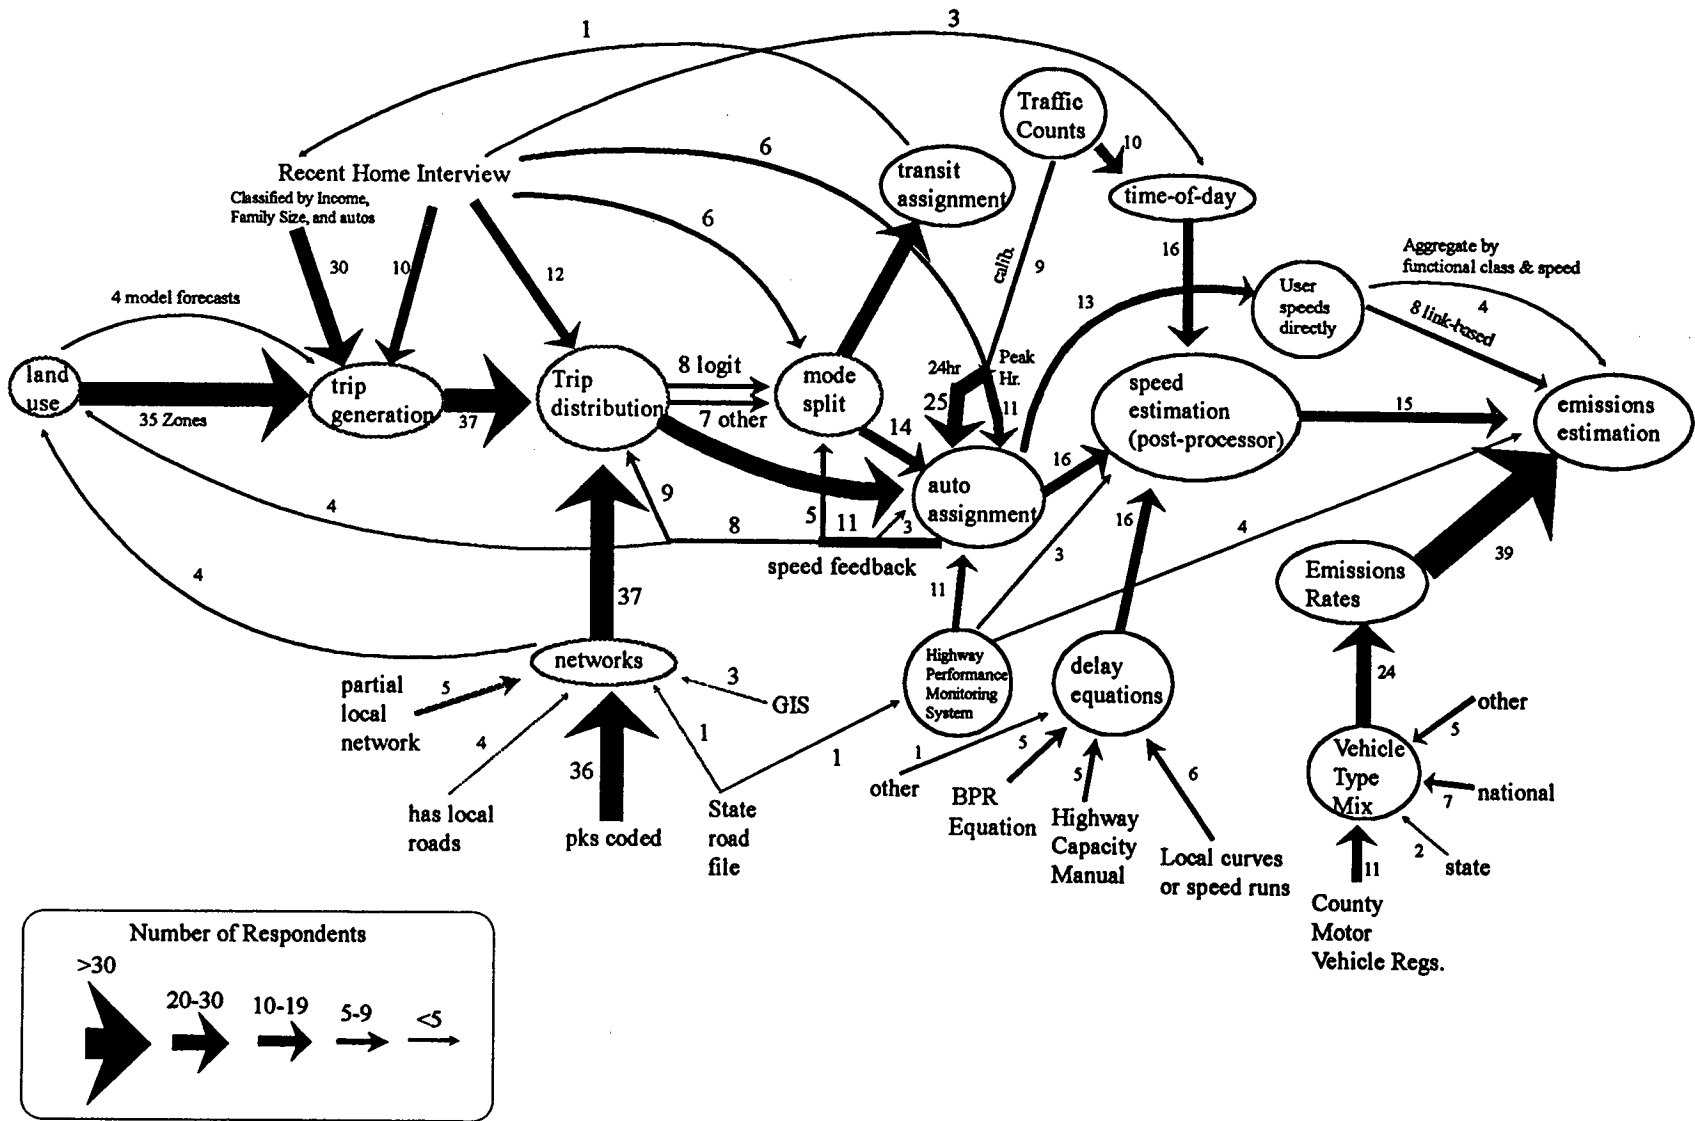 1
3
Traffic
Counts
10
6
transit
assignment
time-of-day
Recent Home Interview
Classified by Income,
Family Size, and autos
6
30
10
12
calib.
9
16
Aggregate by
functional class & speed
4
8 link-based
User
speeds
directly
13
4 model forecasts
land
use
35 Zones
trip
generation
37
Trip
distribution
8 logit
7 other
mode
split
24hr
Peak
Hr.
25
11
14
speed
estimation
(post-processor)
15
emissions
estimation
16
auto
assignment
9
4
8
5
11
3
speed feedback
16
3
4
39
Emissions
Rates
4
37
11
networks
Highway
Performance
Monitoring
System
delay
equations
24
partial
local
network
5
3
GIS
4
1
36
1
1
other
5
5
6
other
5
Vehicle
Type
Mix
7
national
2
state
11
has local
roads
pks coded
State
road
file
BPR
Equation
Highway
Capacity
Manual
Local curves
or speed runs
County
Motor
Vehicle Regs.
Number of Respondents
>30
20-30
10-19
5-9
<5